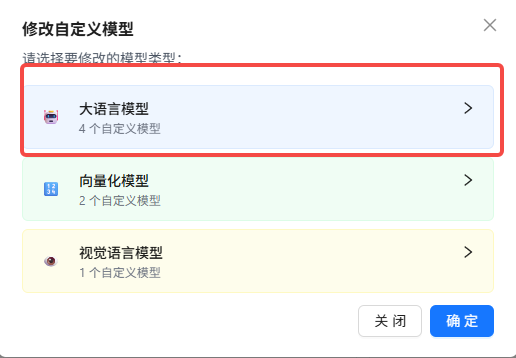 修改自定义模型
请选择要修改的模型类型：
大语言模型
4 个自定义模型
向量化模型
2 个自定义模型
视觉语言模型
1 个自定义模型
关 闭
确 定